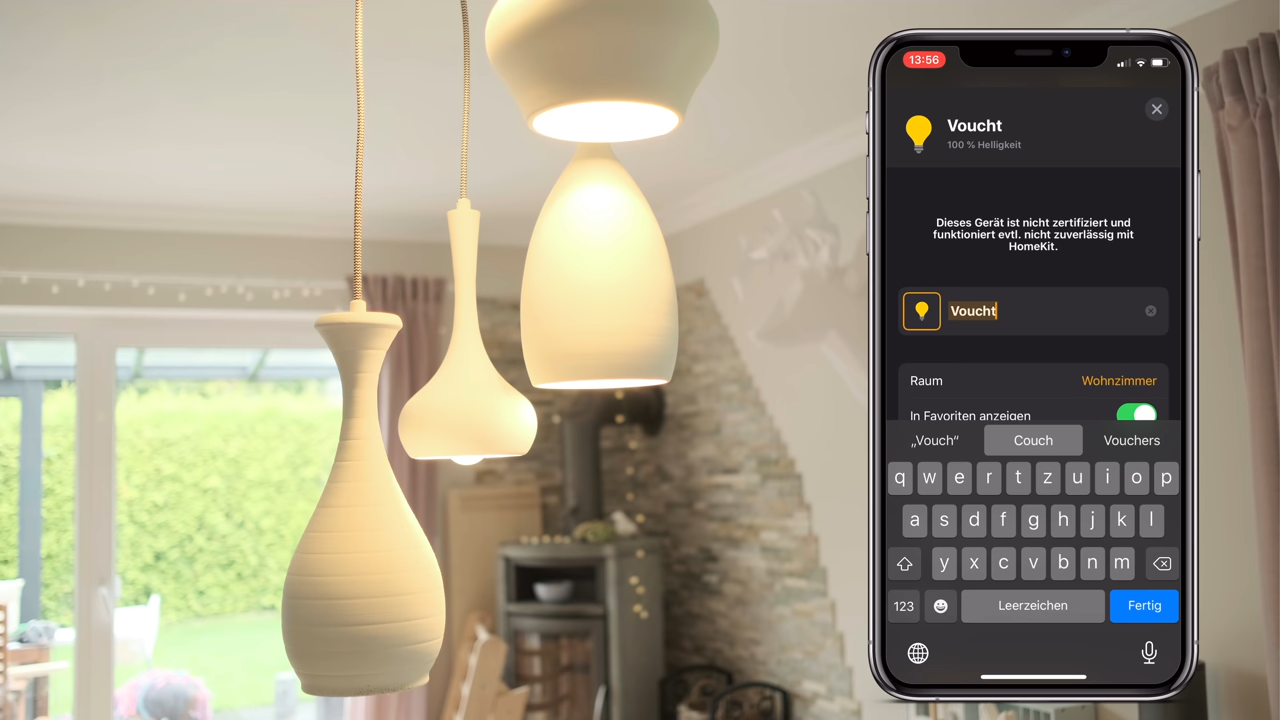 13:56
Voucht
100 % Helligkeit
Dieses Gerät ist nicht zertifiziert und
funktioniert evtl. nicht zuverlässig mit
HomeKit.
Voucht
Raum
Wohnzimmer
In Favoriten anzeigen
„Vouch“
Couch
Vouchers
q w e r t z u i o p
a s d f g h j k l
y x c v b n m
123
Leerzeichen
Fertig